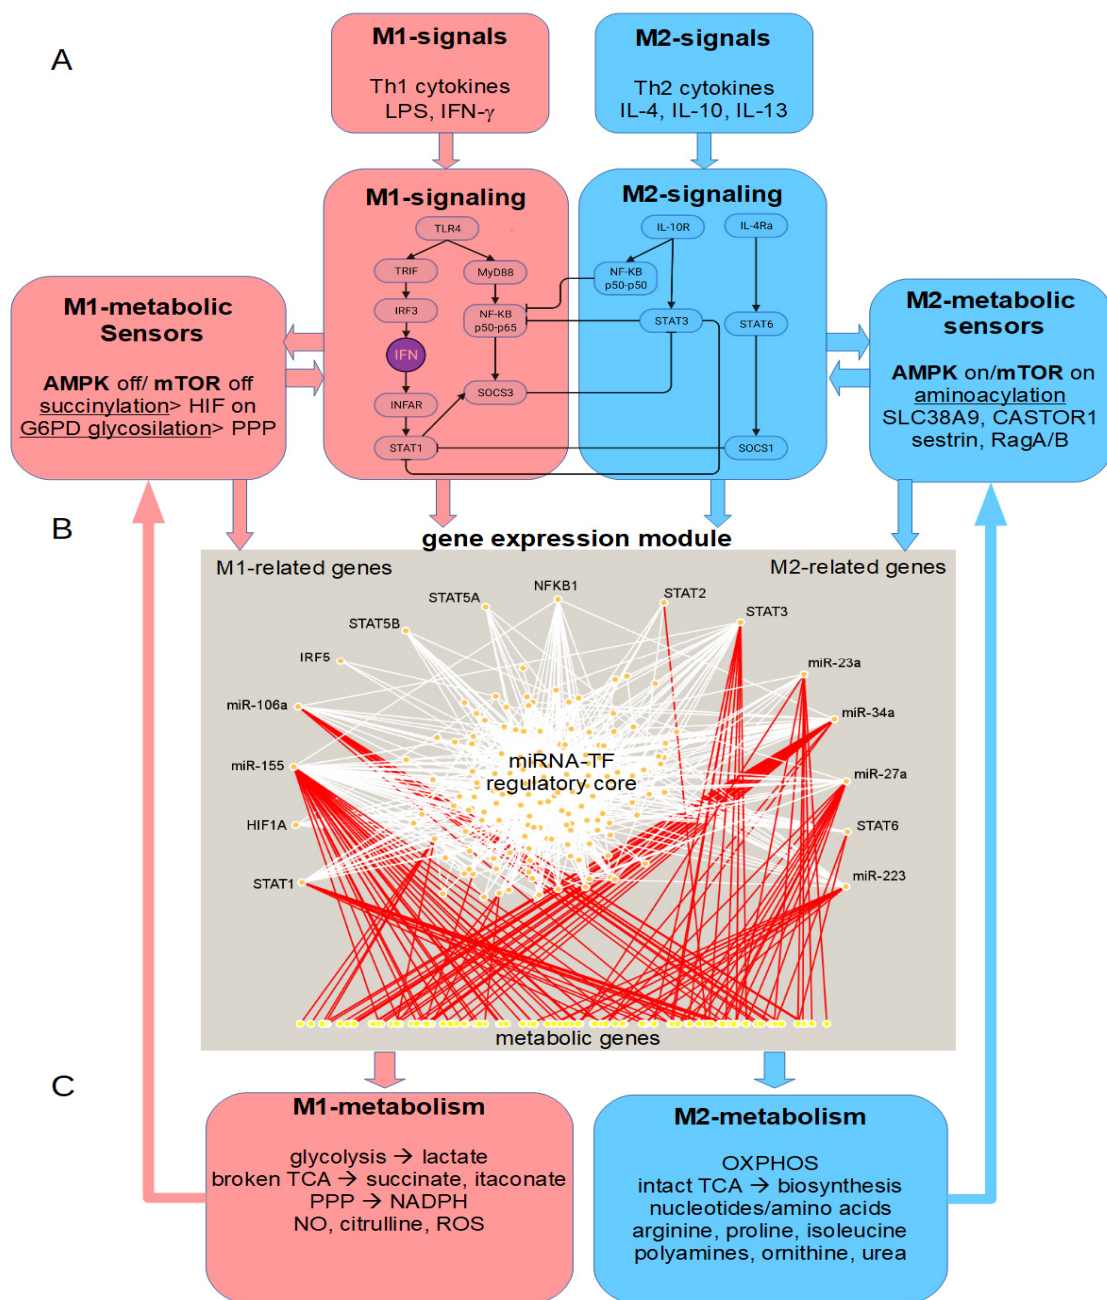 A
M1-signals
Th1 cytokines
LPS, IFN-γ
M2-signals
Th2 cytokines
IL-4, IL-10, IL-13
M1-signaling
TLR4
TRIF
MyD88
IRF3
NF-KB
p50-p65
IFN
SOCS3
INFAR
STAT1
M2-signaling
IL-10R
IL-4Ra
NF-KB
p50-p50
STAT3
STAT6
SOCS1
M1-metabolic
Sensors
AMPK off/ mTOR off
succinylation> HIF on
G6PD glycosilation> PPP
M2-metabolic
sensors
AMPK on/mTOR on
aminoacylation
SLC38A9, CASTOR1
sestrin, RagA/B
B
gene expression module
M1-related genes
M2-related genes
NFKB1
STAT2
STAT5A
STAT3
STAT5B
IRF5
miR-23a
miR-106a
miR-34a
miRNA-TF
regulatory core
miR-155
miR-27a
HIF1A
STAT6
STAT1
miR-223
metabolic genes
C
M1-metabolism
glycolysis → lactate
broken TCA → succinate, itaconate
PPP → NADPH
NO, citrulline, ROS
M2-metabolism
OXPHOS
intact TCA → biosynthesis
nucleotides/amino acids
arginine, proline, isoleucine
polyamines, ornithine, urea